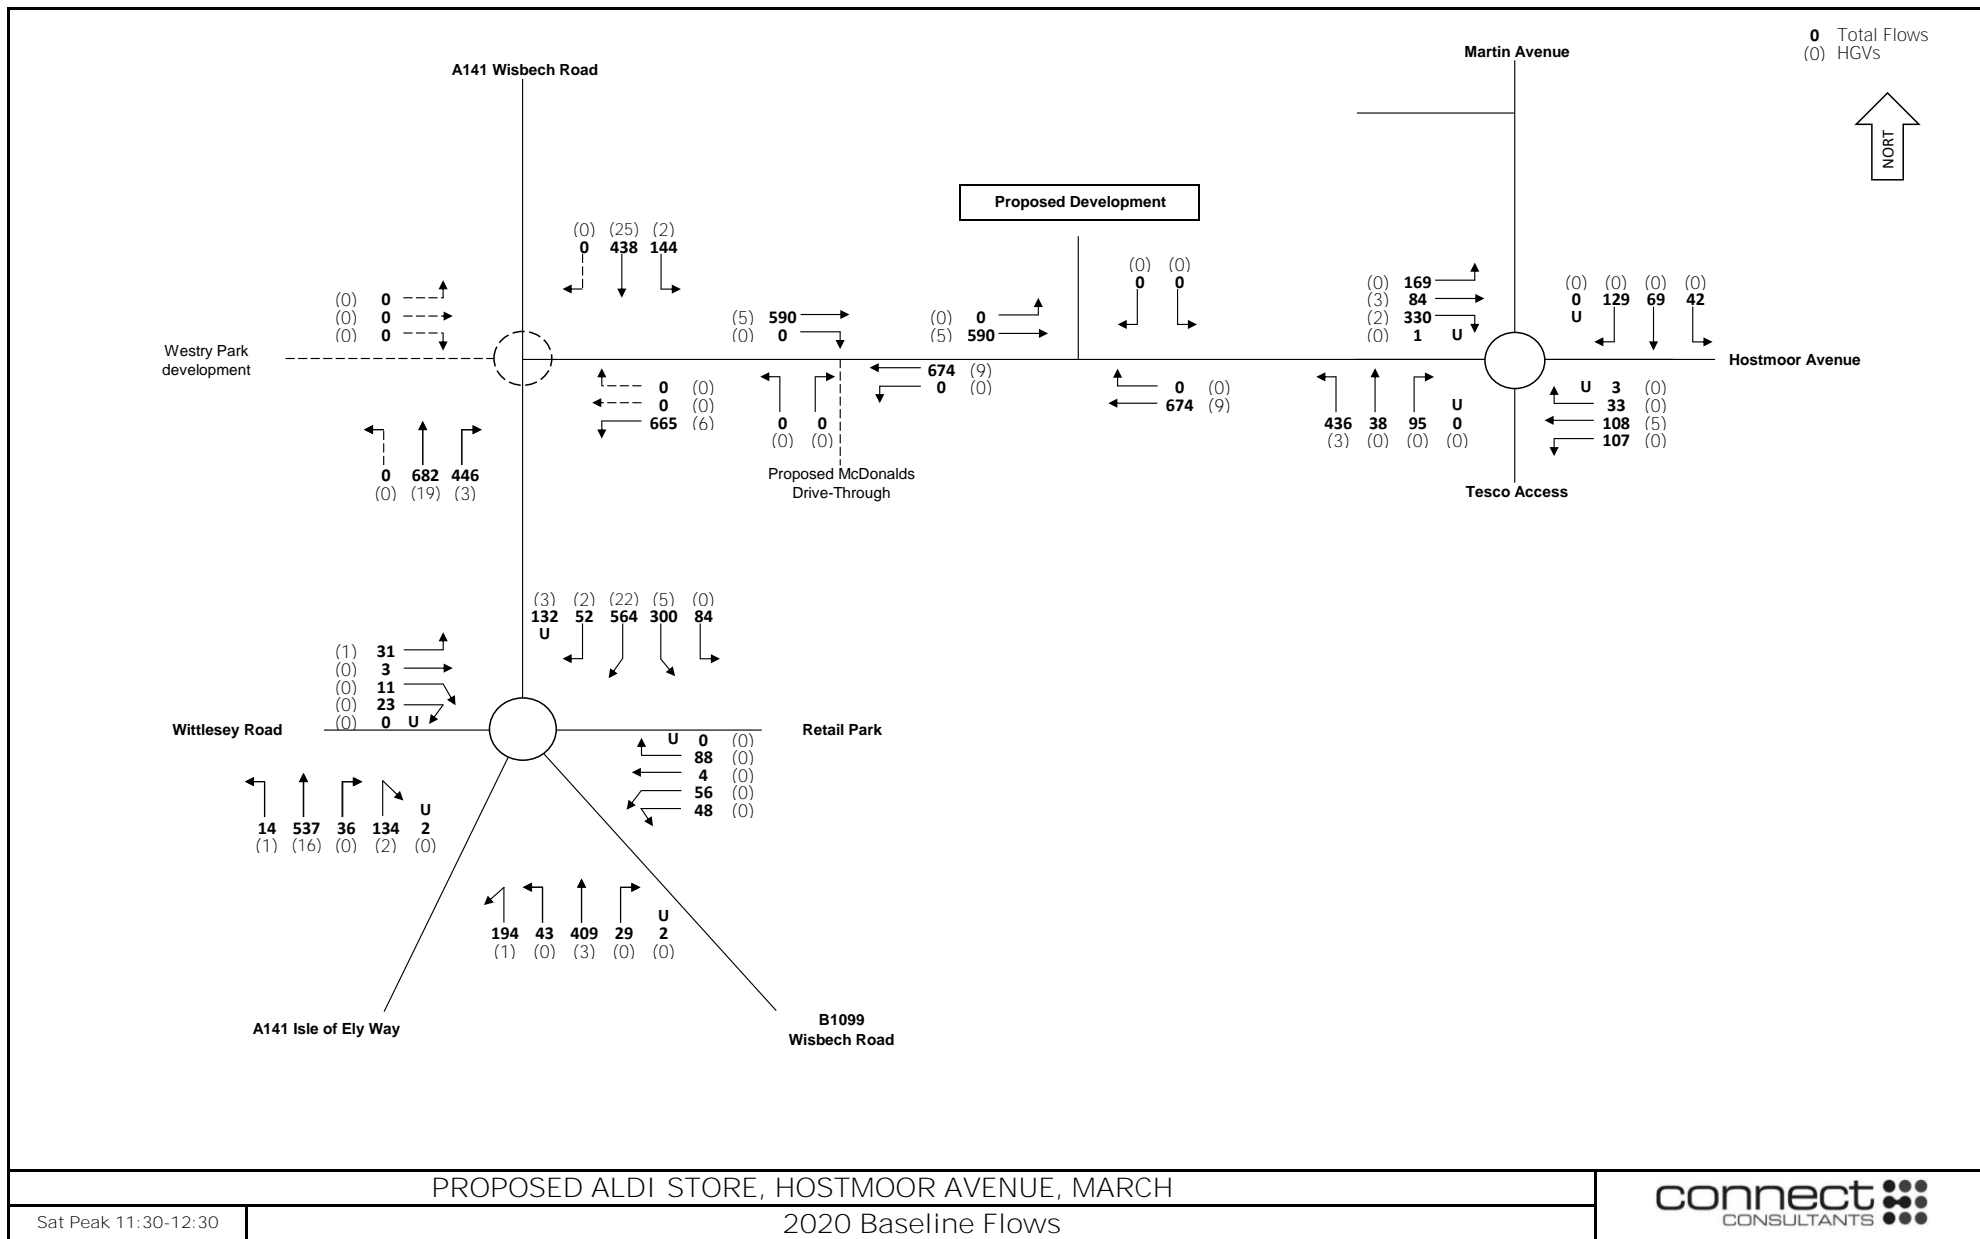 0 Total Flows
(0) HGVs
NORT
A141 Wisbech Road
Martin Avenue
Proposed Development
(0) (25) (2)
0 438 144
(0) 0
(0) 0
(0) 0
Westry Park
development
(5) 590
(0) 0
(0) 0
(5) 590
(0) (0)
0 0
(0) 169
(3) 84
(2) 330
(0) 1 U
(0) (0) (0) (0)
0 129 69 42
U
Hostmoor Avenue
0 (0)
0 (0)
665 (6)
0 0
(0) (0)
674 (9)
0 (0)
0 (0)
674 (9)
U
436 38 95 0
(3) (0) (0) (0)
U 3 (0)
33 (0)
108 (5)
107 (0)
0 682 446
(0) (19) (3)
Proposed McDonalds
Drive-Through
Tesco Access
(3) (2) (22) (5) (0)
132 52 564 300 84
U
(1) 31
(0) 3
(0) 11
(0) 23
(0) 0 U
Wittlesey Road
Retail Park
U 0 (0)
88 (0)
4 (0)
56 (0)
48 (0)
U
14 537 36 134 2
(1) (16) (0) (2) (0)
U
194 43 409 29 2
(1) (0) (3) (0) (0)
A141 Isle of Ely Way
B1099
Wisbech Road
PROPOSED ALDI STORE, HOSTMOOR AVENUE, MARCH
Sat Peak 11:30-12:30
2020 Baseline Flows
connect
CONSULTANTS